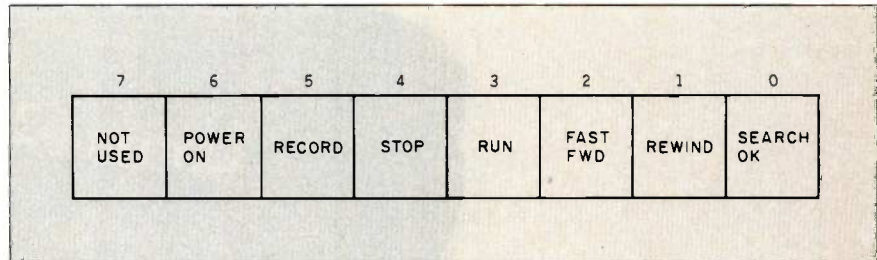 7 6 5 4 3 2 1 0
NOT USED
POWER ON
RECORD
STOP
RUN
FAST FWD
REWIND
SEARCH OK